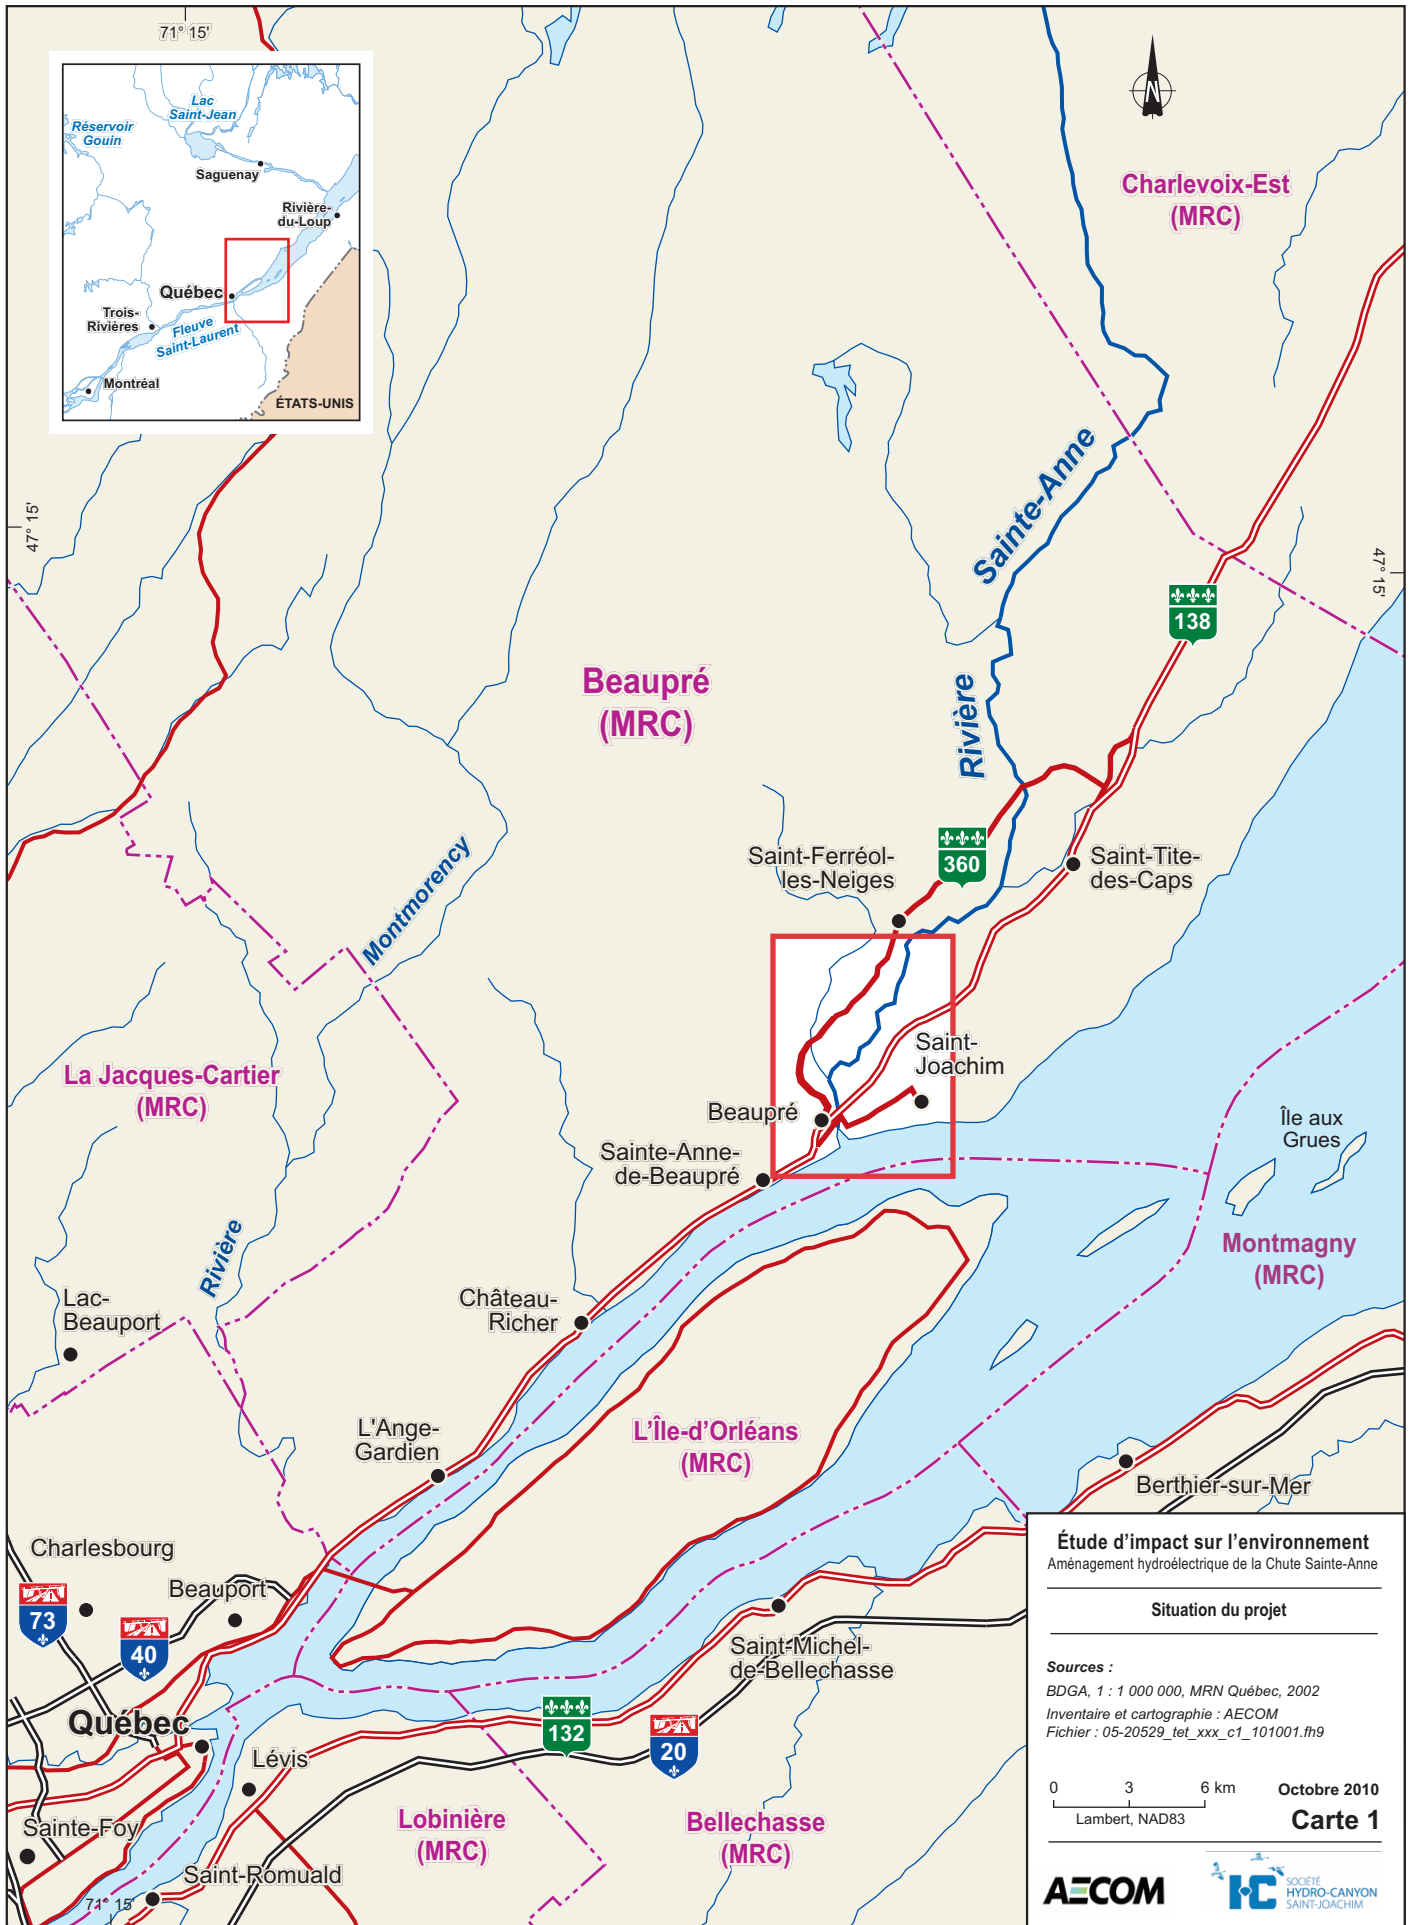 71° 15'
Réservoir
Gouin
Lac
Saint-Jean
Saguenay
Rivière-
du-Loup
Québec
Trois-
Rivières
Fleuve
Saint-Laurent
Montréal
ÉTATS-UNIS
N
Charlevoix-Est
(MRC)
47° 15'
47° 15'
Sainte-Anne
Rivière
138
Beaupré
(MRC)
Montmorency
Rivière
360
Saint-Ferréol-
les-Neiges
Saint-Tite-
des-Caps
La Jacques-Cartier
(MRC)
Saint-
Joachim
Beaupré
Sainte-Anne-
de-Beaupré
Île aux
Grues
Montmagny
(MRC)
Lac-
Beauport
Château-
Richer
L'Île-d'Orléans
(MRC)
L'Ange-
Gardien
Berthier-sur-Mer
Charlesbourg
Beauport
73
40
Saint-Michel-
de-Bellechasse
Québec
132
20
Lévis
Sainte-Foy
Lobinière
(MRC)
Bellechasse
(MRC)
Saint-Romuald
71° 15'
Étude d'impact sur l'environnement
Aménagement hydroélectrique de la Chute Sainte-Anne
Situation du projet
Sources :
BDGA, 1 : 1 000 000, MRN Québec, 2002
Inventaire et cartographie : AECOM
Fichier : 05-20529_tet_xxx_c1_101001.fh9
0 3 6 km
Lambert, NAD83
Octobre 2010
Carte 1
AECOM
HC
SOCIÉTÉ
HYDRO-CANYON
SAINT-JOACHIM